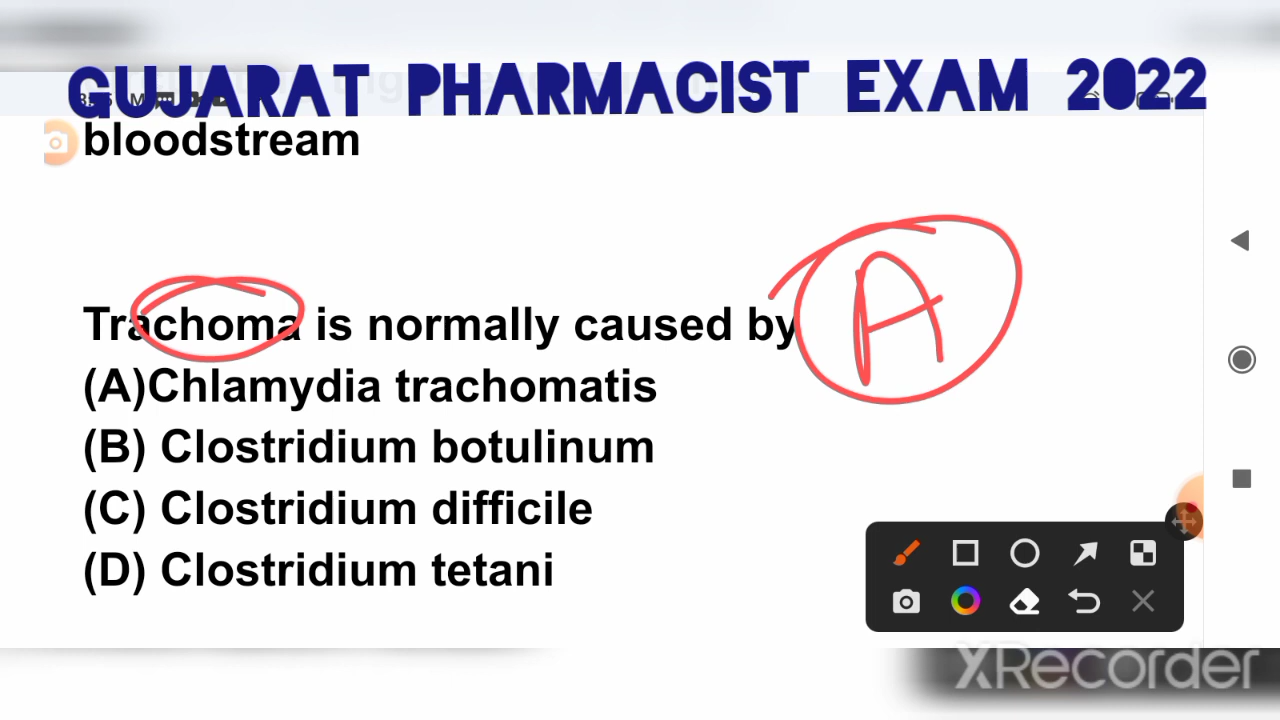 GUJARAT PHARMACIST EXAM 2022
bloodstream
Trachoma is normally caused by
A
(A)Chlamydia trachomatis
(B) Clostridium botulinum
(C) Clostridium difficile
(D) Clostridium tetani
XRecorder